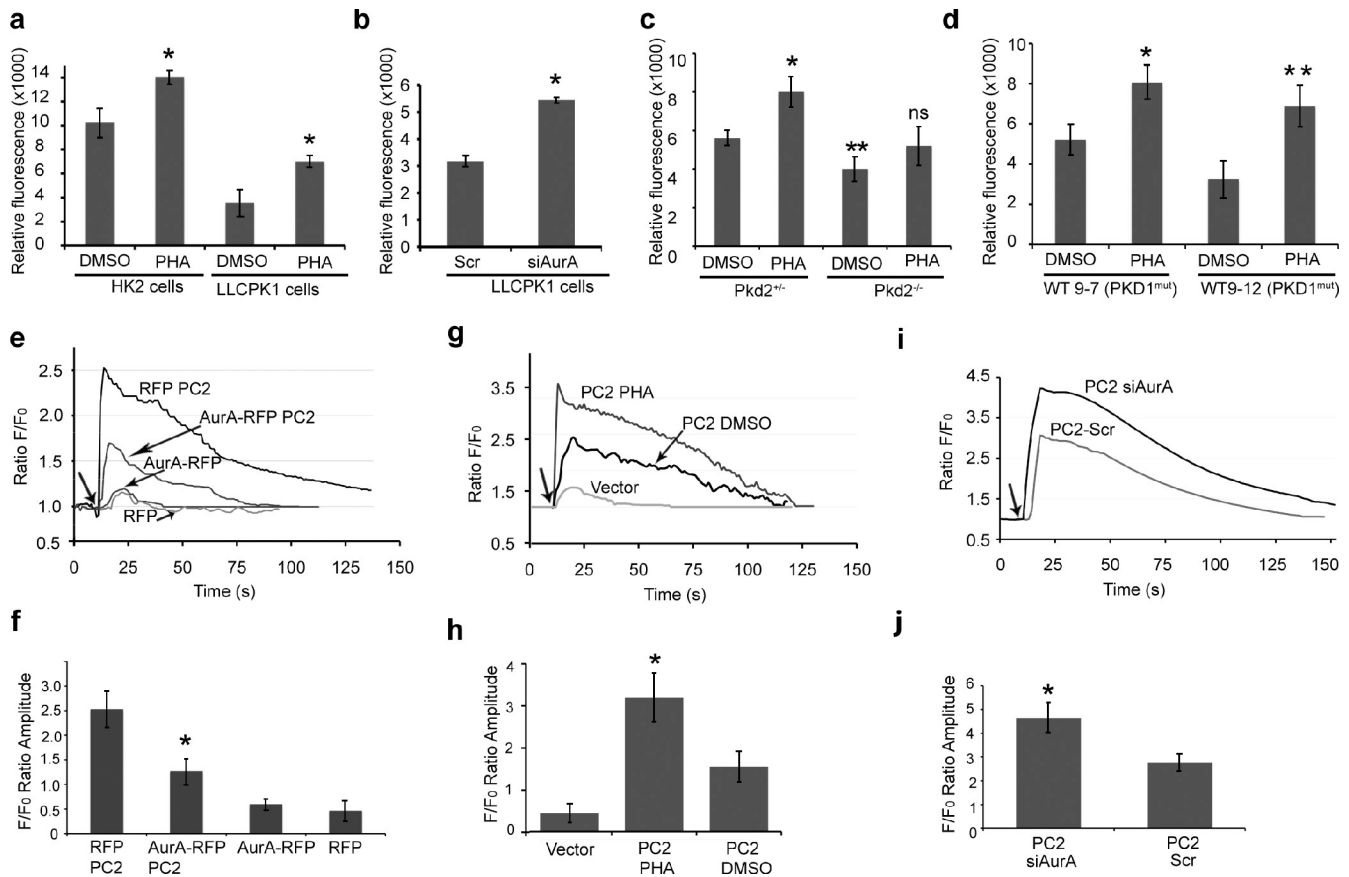 a
Relative fluorescence (x1000)
14
12
10
8
6
4
2
0
*
*
DMSO PHA DMSO PHA
HK2 cells LLCPK1 cells
b
Relative fluorescence (x1000)
6
5
4
3
2
1
0
*
Scr siAurA
LLCPK1 cells
c
Relative fluorescence (x1000)
10
8
6
4
2
0
*
**
ns
DMSO PHA DMSO PHA
Pkd2+/- Pkd2-/-
d
Relative fluorescence (x1000)
10
8
6
4
2
0
*
**
DMSO PHA DMSO PHA
WT 9-7 (PKD1mut) WT9-12 (PKD1mut)
e
Ratio F/F0
2.5
2.0
1.5
1.0
0.5
RFP PC2
AurA-RFP PC2
AurA-RFP
RFP
0 25 50 75 100 125 150
Time (s)
g
Ratio F/F0
3.5
2.5
1.5
0.5
PC2 PHA
PC2 DMSO
Vector
0 25 50 75 100 125 150
Time (s)
i
Ratio F/F0
4.5
3.5
2.5
1.5
0.5
PC2 siAurA
PC2-Scr
0 25 50 75 100 125 150
Time (s)
f
F/F0 Ratio Amplitude
3.0
2.5
2.0
1.5
1.0
0.5
0
*
RFP AurA-RFP AurA-RFP RFP
PC2 PC2
h
F/F0 Ratio Amplitude
4
3
2
1
0
*
Vector PC2 PC2
PHA DMSO
j
F/F0 Ratio Amplitude
6
5
4
3
2
1
0
*
PC2 PC2
siAurA Scr